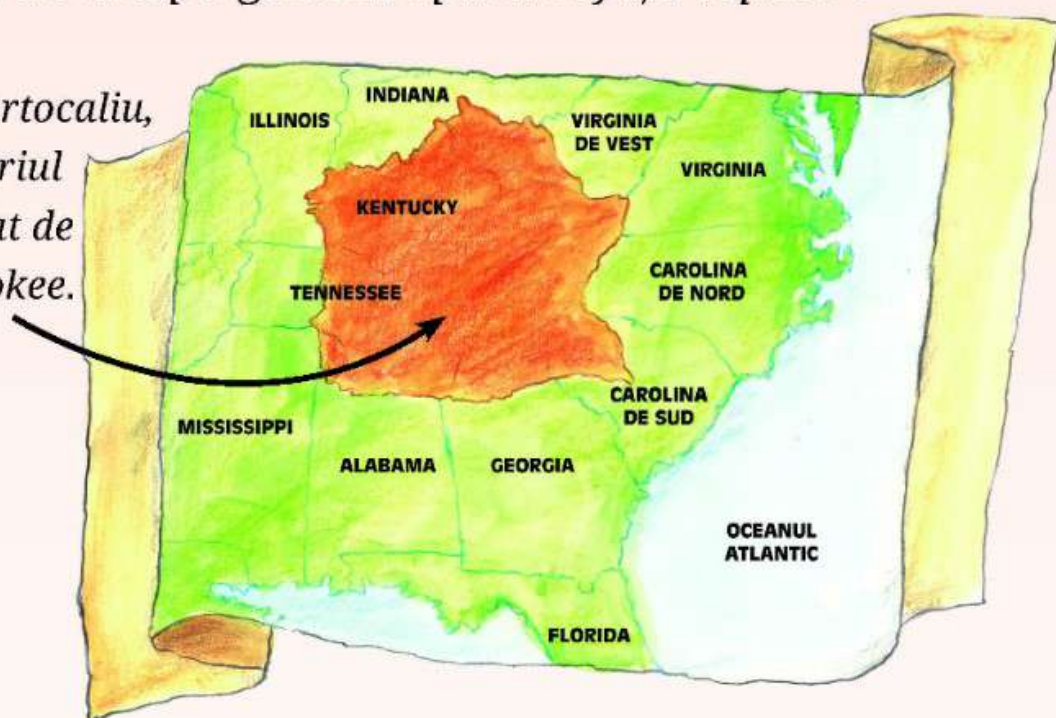 rtocaliu,
riul
at de
okee.
ILLINOIS
INDIANA
VIRGINIA
DE VEST
VIRGINIA
KENTUCKY
TENNESSEE
CAROLINA
DE NORD
CAROLINA
DE SUD
MISSISSIPPI
ALABAMA
GEORGIA
OCEANUL
ATLANTIC
FLORIDA